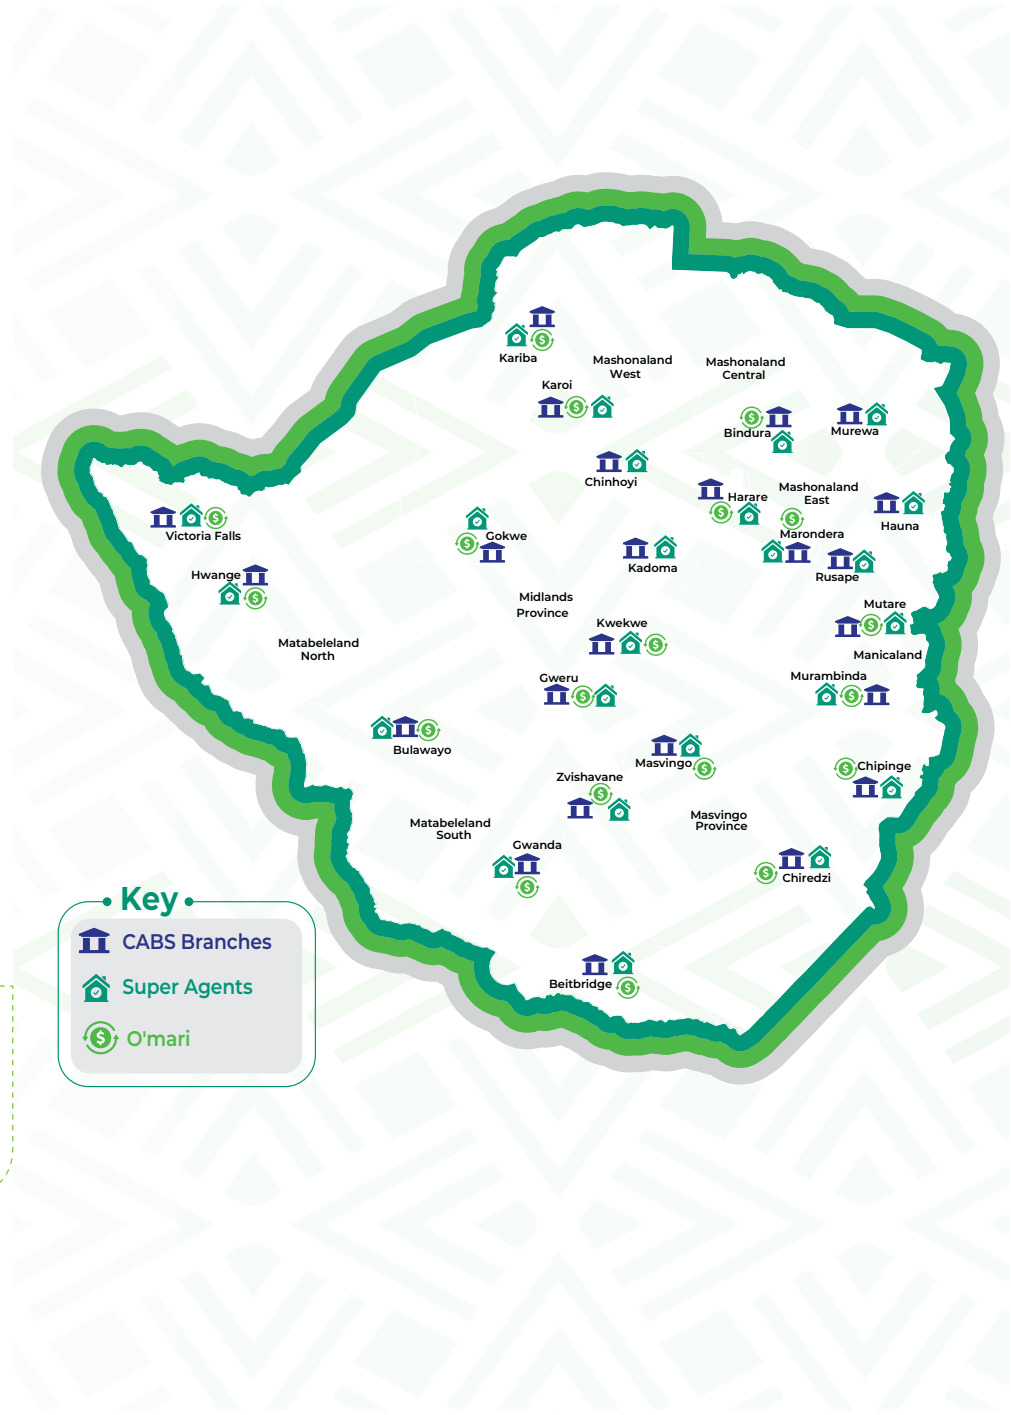 Kariba
Mashonaland
West
Mashonaland
Central
Karoi
Bindura
Murewa
Chinhoyi
Harare
Mashonaland
East
Hauna
Victoria Falls
Gokwe
Marondera
Kadoma
Rusape
Hwange
Midlands
Province
Mutare
Kwekwe
Matabeleland
North
Manicaland
Gweru
Murambinda
Bulawayo
Masvingo
Chipinge
Zvishavane
Matabeleland
South
Masvingo
Province
Gwanda
Chiredzi
Beitbridge
Key
CABS Branches
Super Agents
O'mari